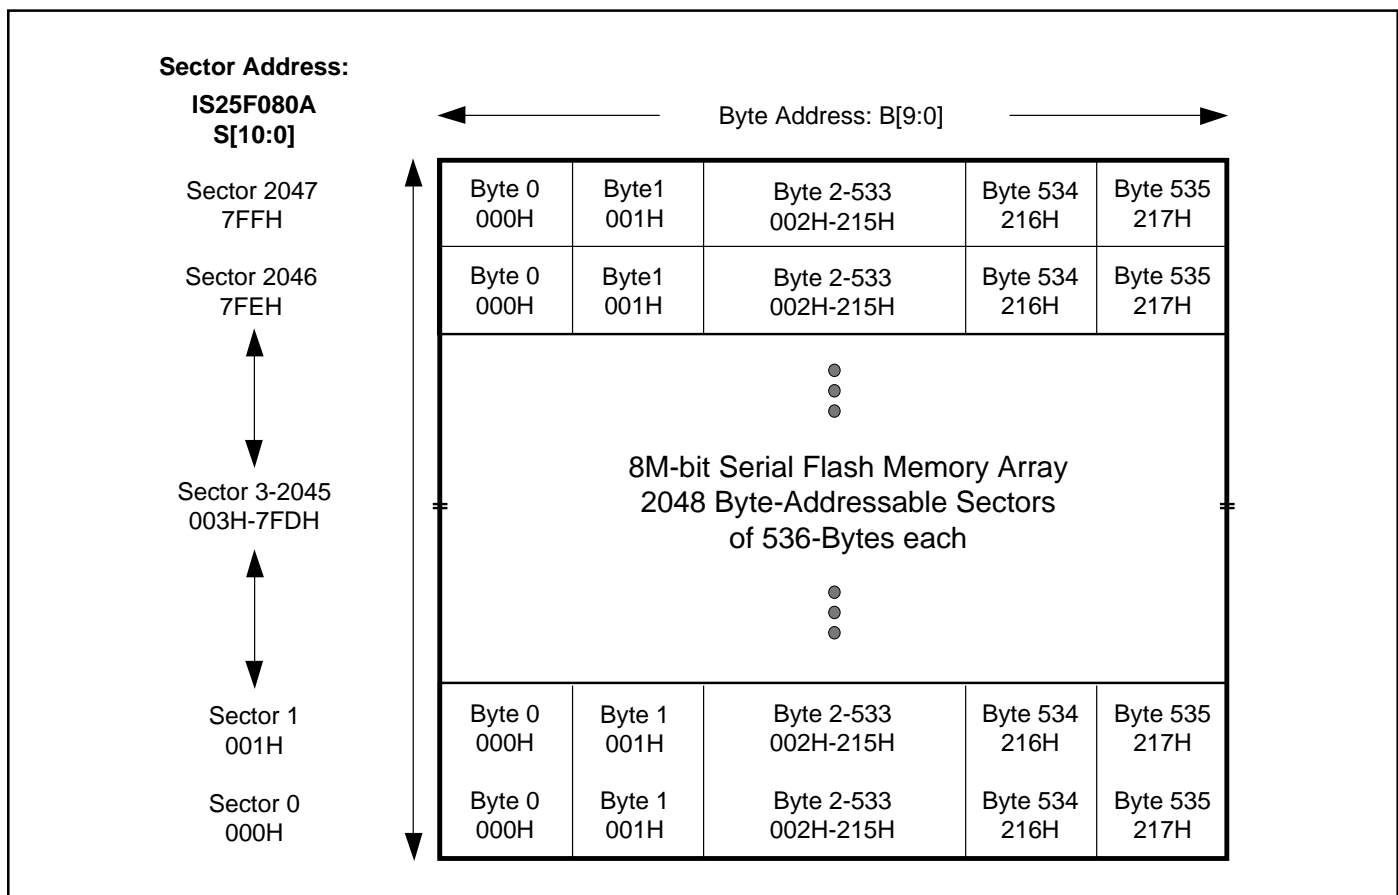 Sector Address:
IS25F080A
S[10:0]
Byte Address: B[9:0]
Sector 2047
7FFH
Byte 0
000H
Byte1
001H
Byte 2-533
002H-215H
Byte 534
216H
Byte 535
217H
Sector 2046
7FEH
Byte 0
000H
Byte1
001H
Byte 2-533
002H-215H
Byte 534
216H
Byte 535
217H
Sector 3-2045
003H-7FDH
8M-bit Serial Flash Memory Array
2048 Byte-Addressable Sectors
of 536-Bytes each
Sector 1
001H
Byte 0
000H
Byte 1
001H
Byte 2-533
002H-215H
Byte 534
216H
Byte 535
217H
Sector 0
000H
Byte 0
000H
Byte 1
001H
Byte 2-533
002H-215H
Byte 534
216H
Byte 535
217H